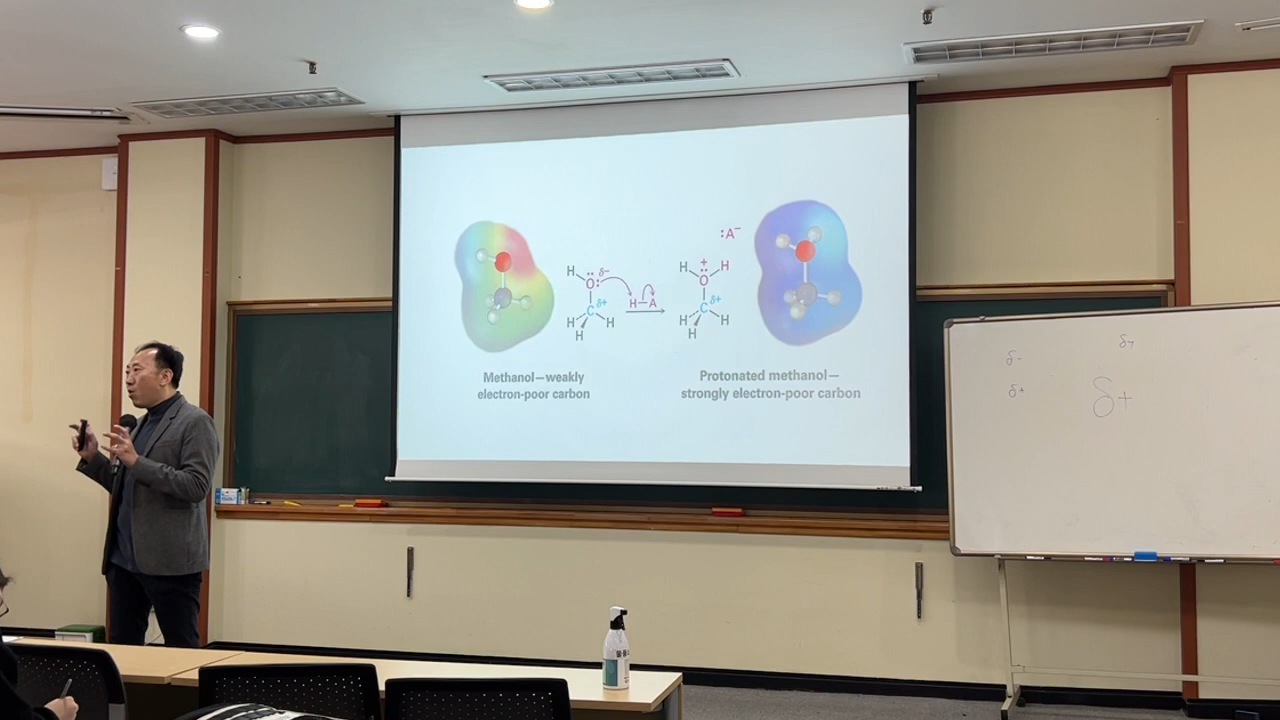 :A⁻
H
Ö:
δ−
C
δ+
H
H
H
H—A
+
H
H
Ö
C
δ+
H
H
H
Methanol—weakly
electron-poor carbon
Protonated methanol—
strongly electron-poor carbon
δ-
δ+
δ+
δ+